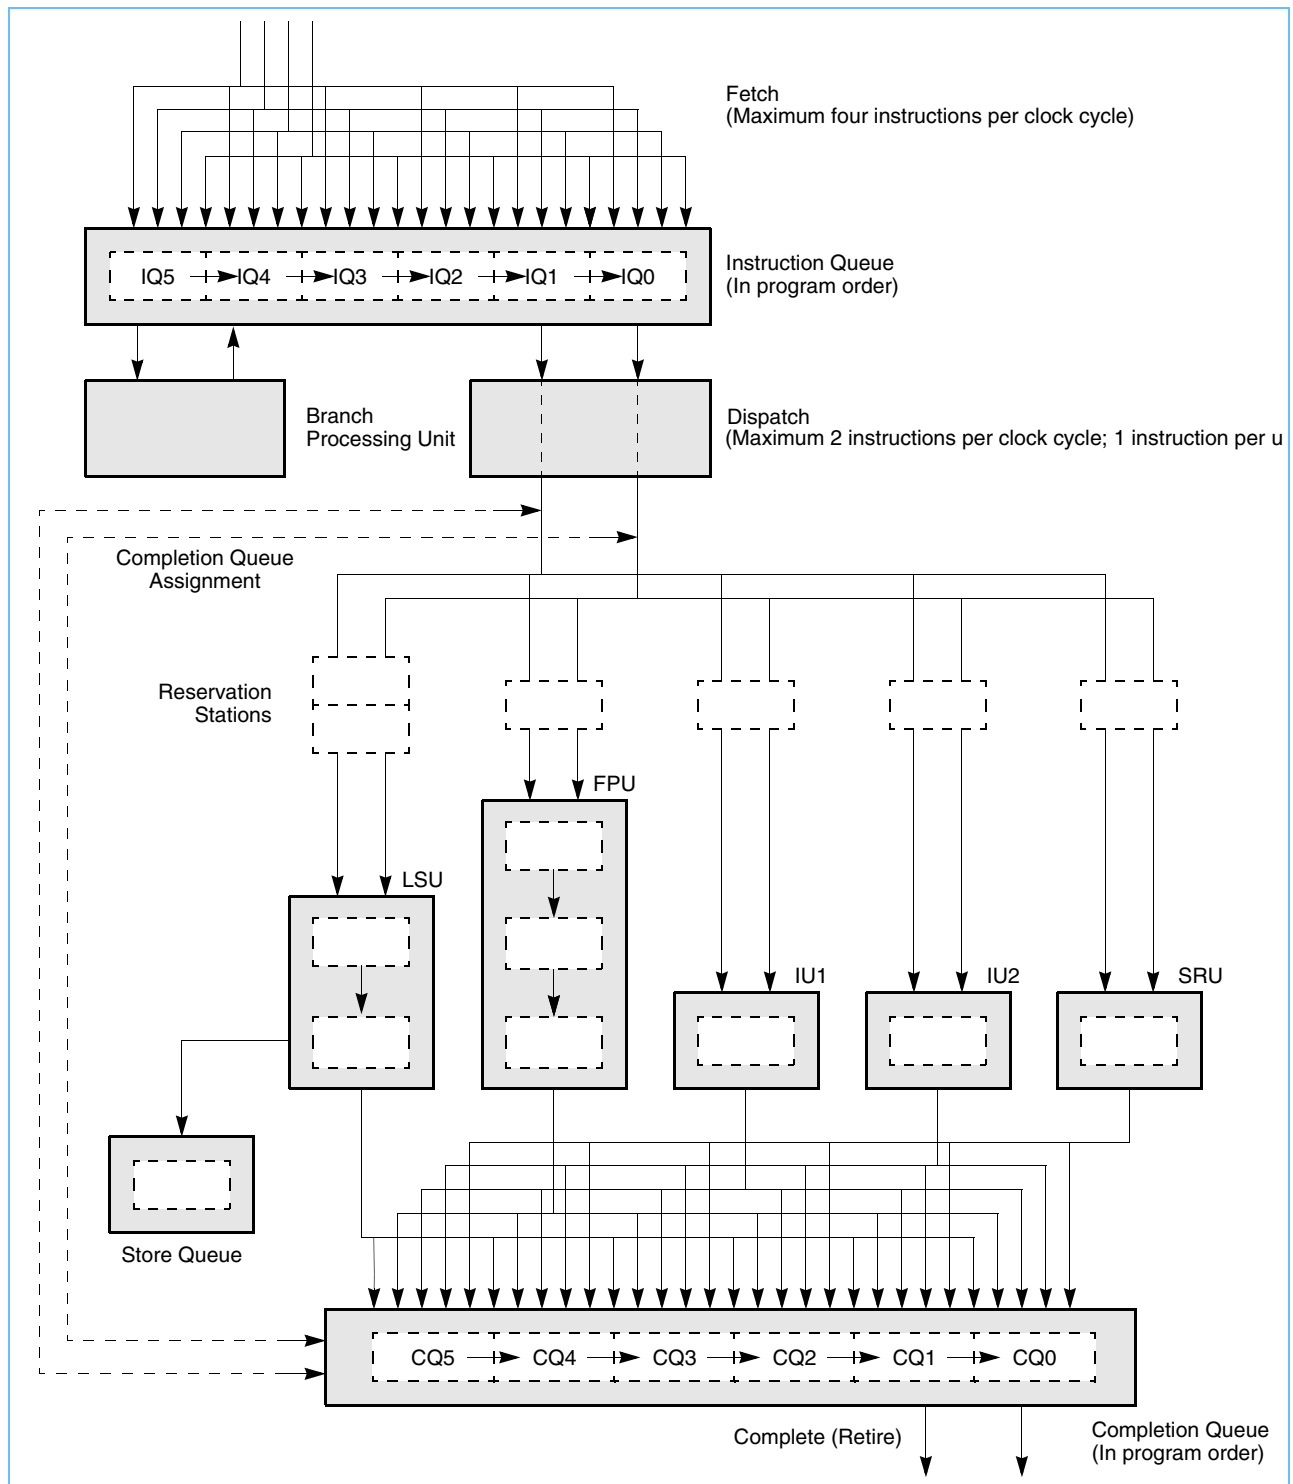 Fetch
(Maximum four instructions per clock cycle)
IQ5 IQ4 IQ3 IQ2 IQ1 IQ0
Instruction Queue
(In program order)
Branch
Processing Unit
Dispatch
(Maximum 2 instructions per clock cycle; 1 instruction per u
Completion Queue
Assignment
Reservation
Stations
FPU
LSU
IU1
IU2
SRU
Store Queue
CQ5 CQ4 CQ3 CQ2 CQ1 CQ0
Complete (Retire)
Completion Queue
(In program order)